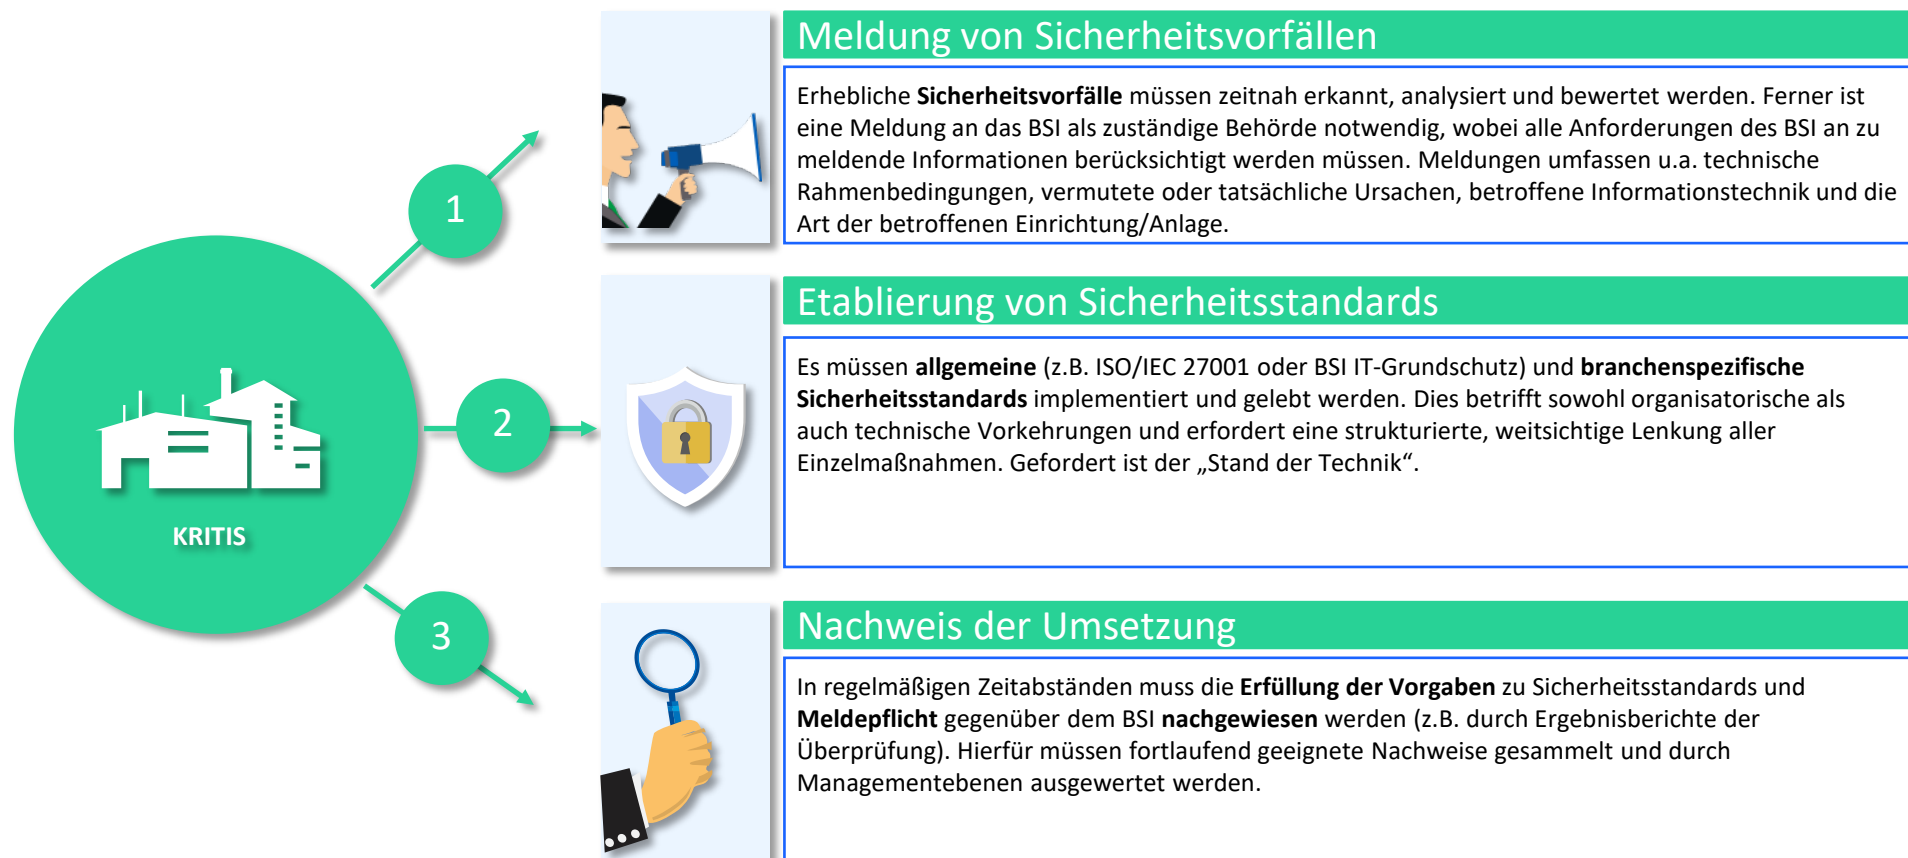 KRITIS
1
Meldung von Sicherheitsvorfällen
Erhebliche Sicherheitsvorfälle müssen zeitnah erkannt, analysiert und bewertet werden. Ferner ist
eine Meldung an das BSI als zuständige Behörde notwendig, wobei alle Anforderungen des BSI an zu
meldende Informationen berücksichtigt werden müssen. Meldungen umfassen u.a. technische
Rahmenbedingungen, vermutete oder tatsächliche Ursachen, betroffene Informationstechnik und die
Art der betroffenen Einrichtung/Anlage.
2
Etablierung von Sicherheitsstandards
Es müssen allgemeine (z.B. ISO/IEC 27001 oder BSI IT-Grundschutz) und branchenspezifische
Sicherheitsstandards implementiert und gelebt werden. Dies betrifft sowohl organisatorische als
auch technische Vorkehrungen und erfordert eine strukturierte, weitsichtige Lenkung aller
Einzelmaßnahmen. Gefordert ist der „Stand der Technik“.
3
Nachweis der Umsetzung
In regelmäßigen Zeitabständen muss die Erfüllung der Vorgaben zu Sicherheitsstandards und
Meldepflicht gegenüber dem BSI nachgewiesen werden (z.B. durch Ergebnisberichte der
Überprüfung). Hierfür müssen fortlaufend geeignete Nachweise gesammelt und durch
Managementebenen ausgewertet werden.